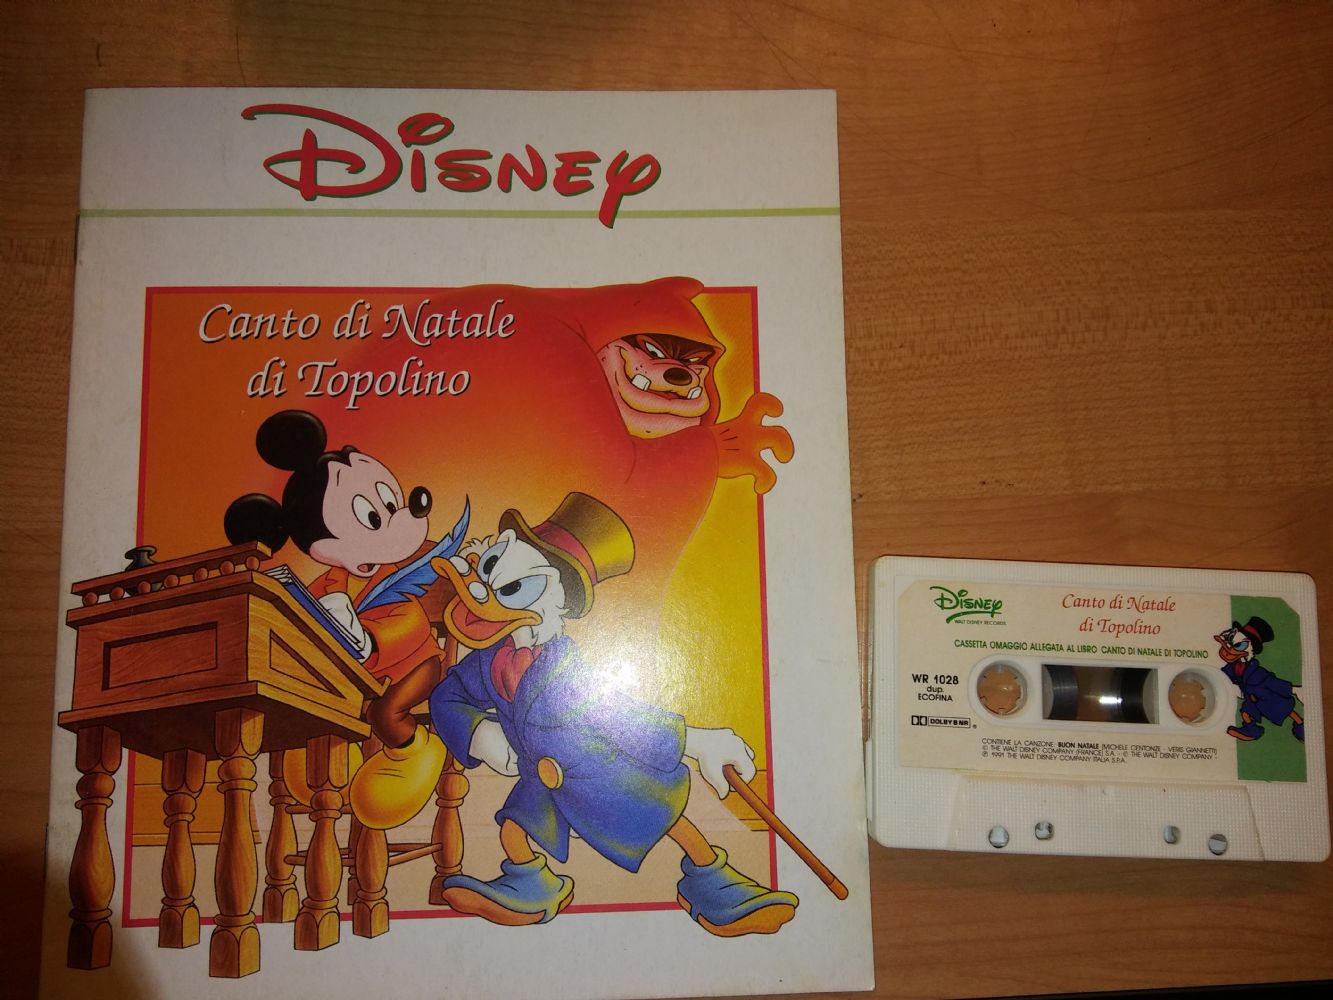 DISNEY
Canto di Natale
di Topolino
DISNEY
WALT DISNEY RECORDS
Canto di Natale
di Topolino
CASSETTA OMAGGIO ALLEGATA AL LIBRO CANTO DI NATALE DI TOPOLINO
WR 1028
dup.
ECOFINA
DOLBY B NR
CONTIENE LA CANZONE: BUON NATALE (MICHELE CENTONZE - VERIS GIANNETTI)
© THE WALT DISNEY COMPANY (FRANCE) S.A. - © THE WALT DISNEY COMPANY -
℗ 1991 THE WALT DISNEY COMPANY ITALIA S.P.A.